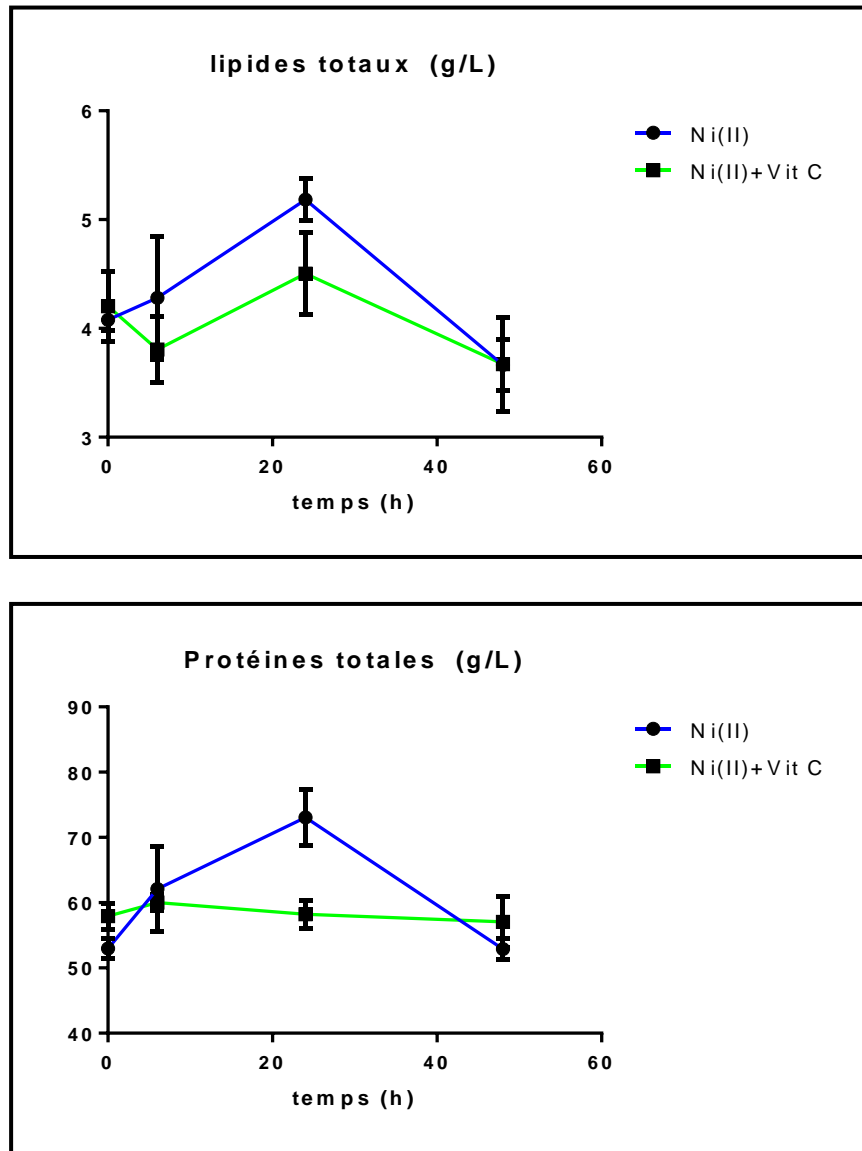 lipides totaux (g/L)
6
5
4
3
0 20 40 60
temps (h)
Ni(II)
Ni(II)+Vit C
Protéines totales (g/L)
90
80
70
60
50
40
0 20 40 60
temps (h)
Ni(II)
Ni(II)+Vit C